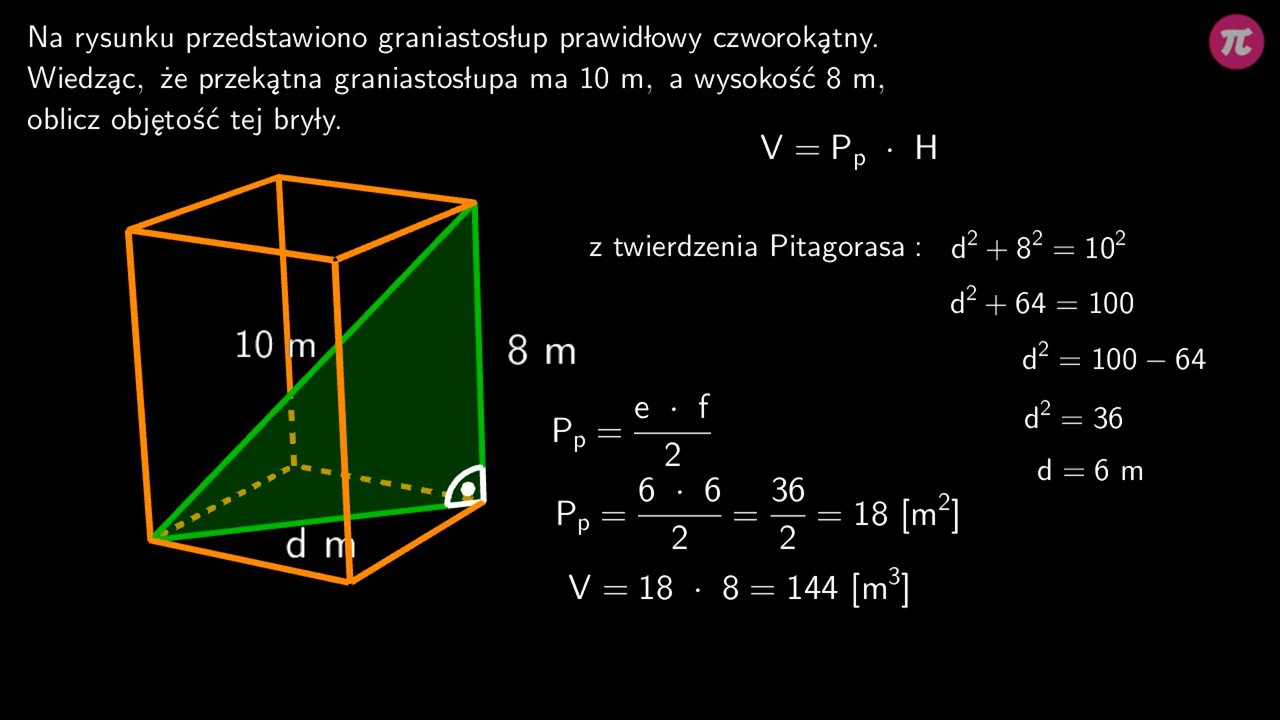 Na rysunku przedstawiono graniastosłup prawidłowy czworokątny.
Wiedząc, że przekątna graniastosłupa ma 10 m, a wysokość 8 m,
oblicz objętość tej bryły.
π
V = Pₚ · H
z twierdzenia Pitagorasa : d² + 8² = 10²
d² + 64 = 100
d² = 100 − 64
d² = 36
d = 6 m
10 m
8 m
d m
Pₚ = e · f / 2
Pₚ = 6 · 6 / 2 = 36 / 2 = 18 [m²]
V = 18 · 8 = 144 [m³]